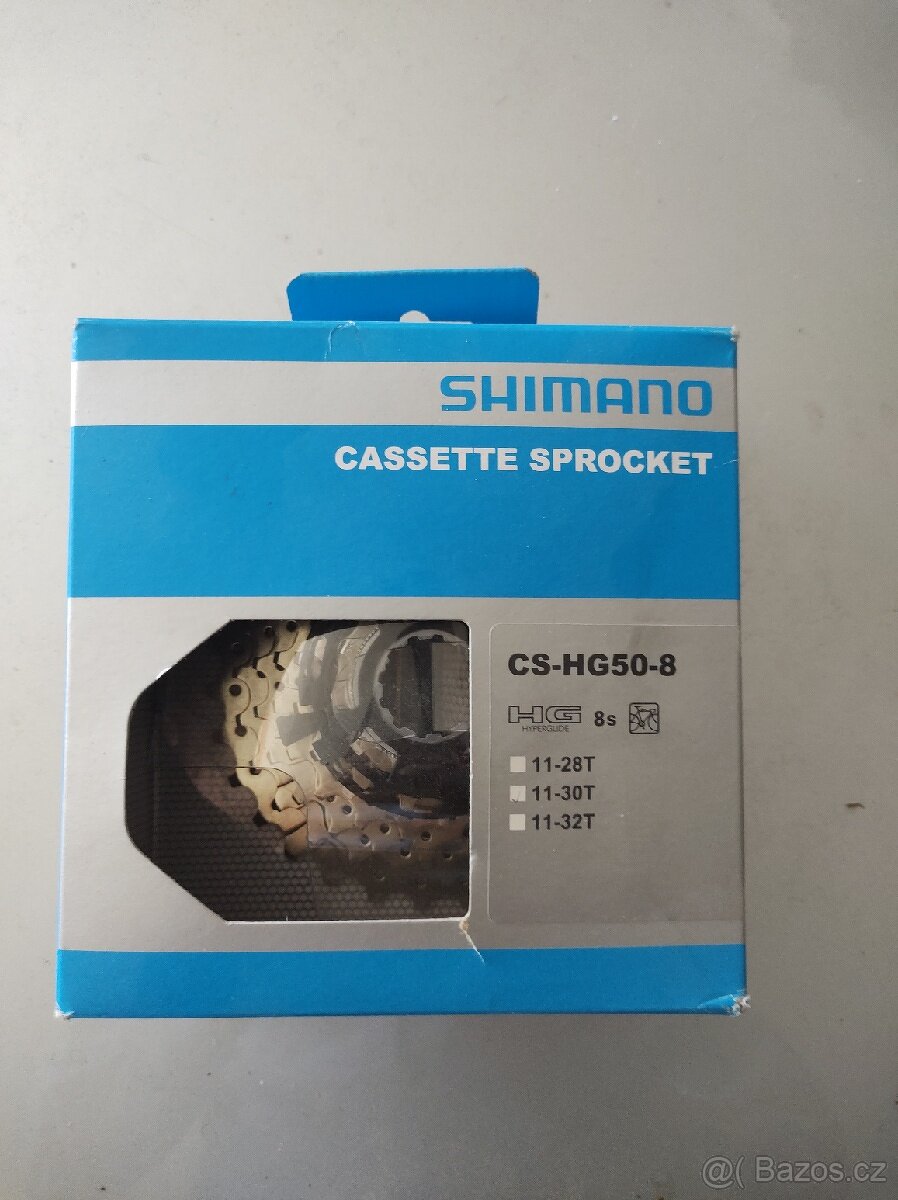 SHIMANO
CASSETTE SPROCKET
CS-HG50-8
HG 8s
HYPERGLIDE
11-28T
11-30T
11-32T
@( Bazos.cz